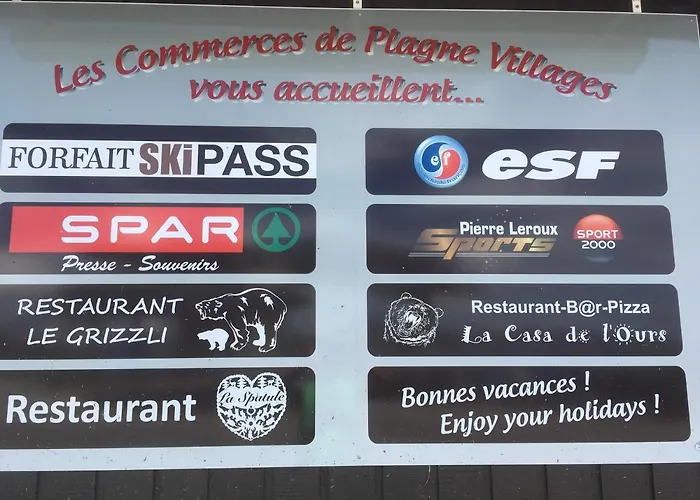 Les Commerces de Plagne Villages
vous accueillent...
FORFAIT SKiPASS
esf
SPAR
Presse - Souvenirs
Pierre Leroux
Sports
SPORT
2000
RESTAURANT
LE GRIZZLI
Restaurant-B@r-Pizza
La Casa de l'Ours
Restaurant
La Spatule
Bonnes vacances !
Enjoy your holidays !